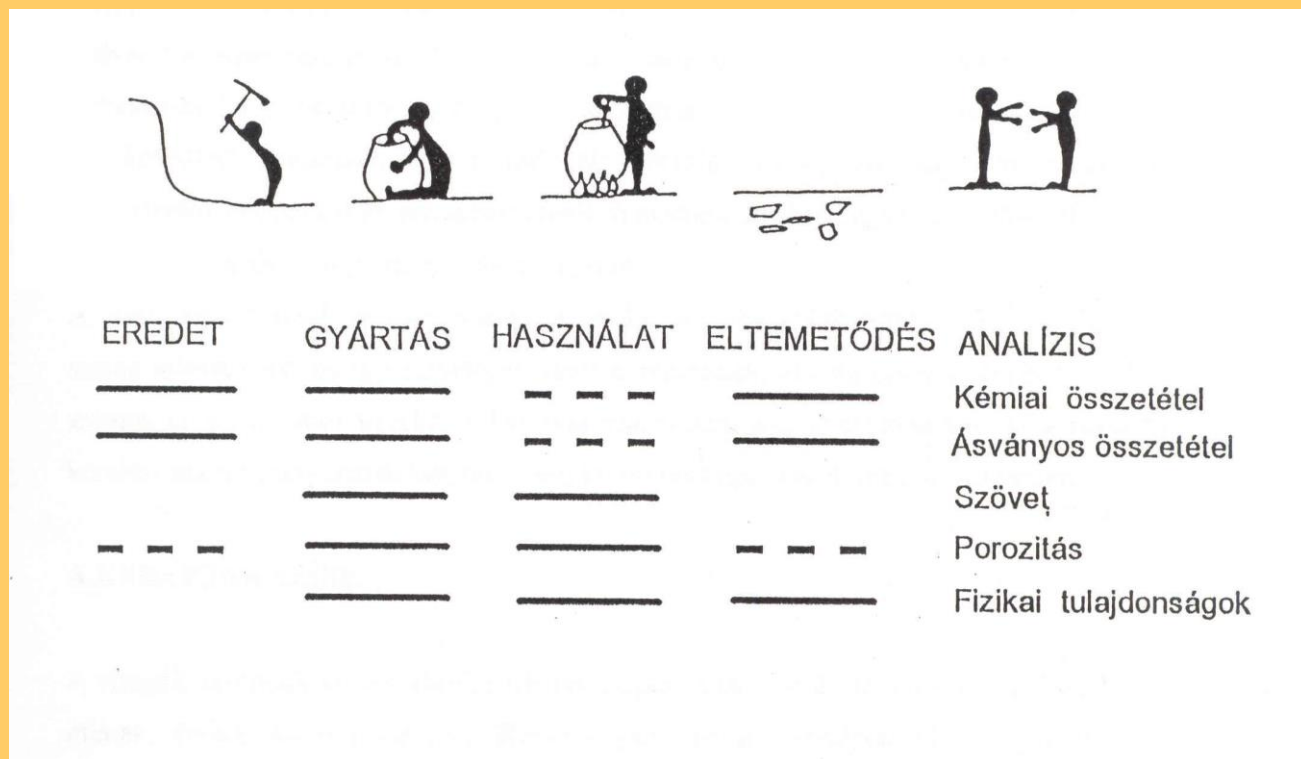 EREDET GYÁRTÁS HASZNÁLAT ELTEMETŐDÉS ANALÍZIS
Kémiai összetétel
Ásványos összetétel
Szövet
Porozitás
Fizikai tulajdonságok